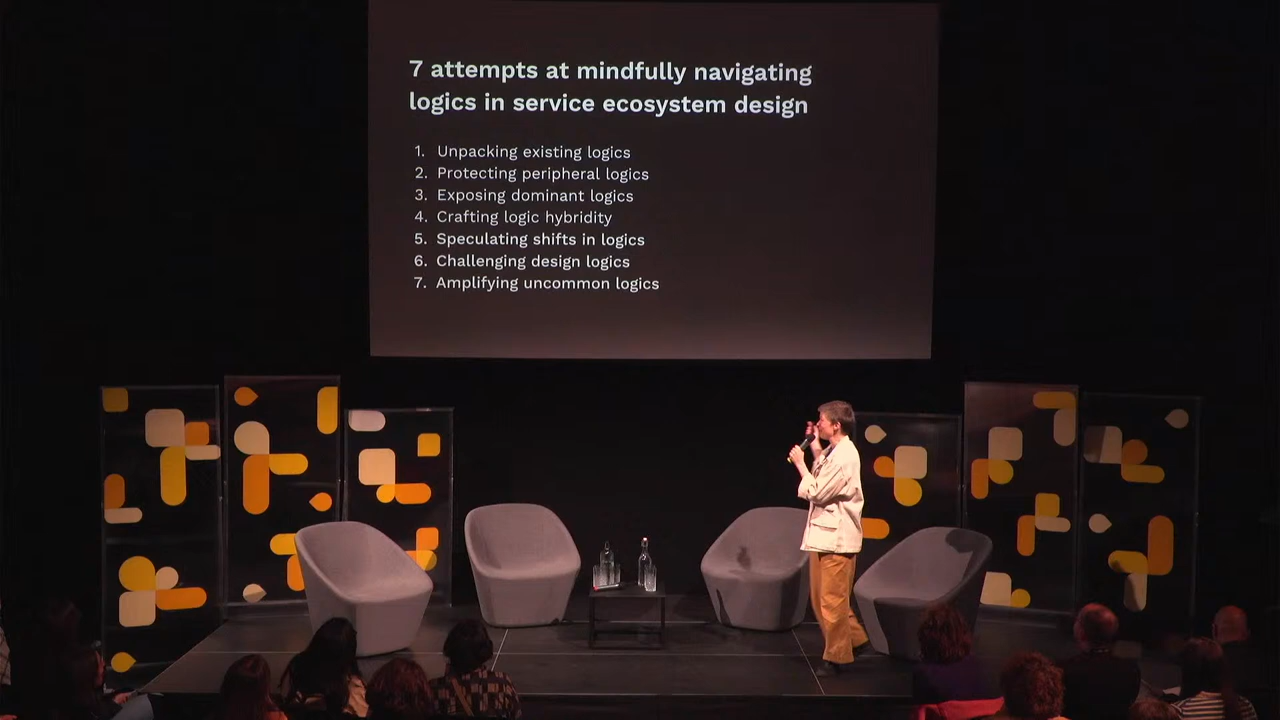 7 attempts at mindfully navigating
logics in service ecosystem design
1. Unpacking existing logics
2. Protecting peripheral logics
3. Exposing dominant logics
4. Crafting logic hybridity
5. Speculating shifts in logics
6. Challenging design logics
7. Amplifying uncommon logics